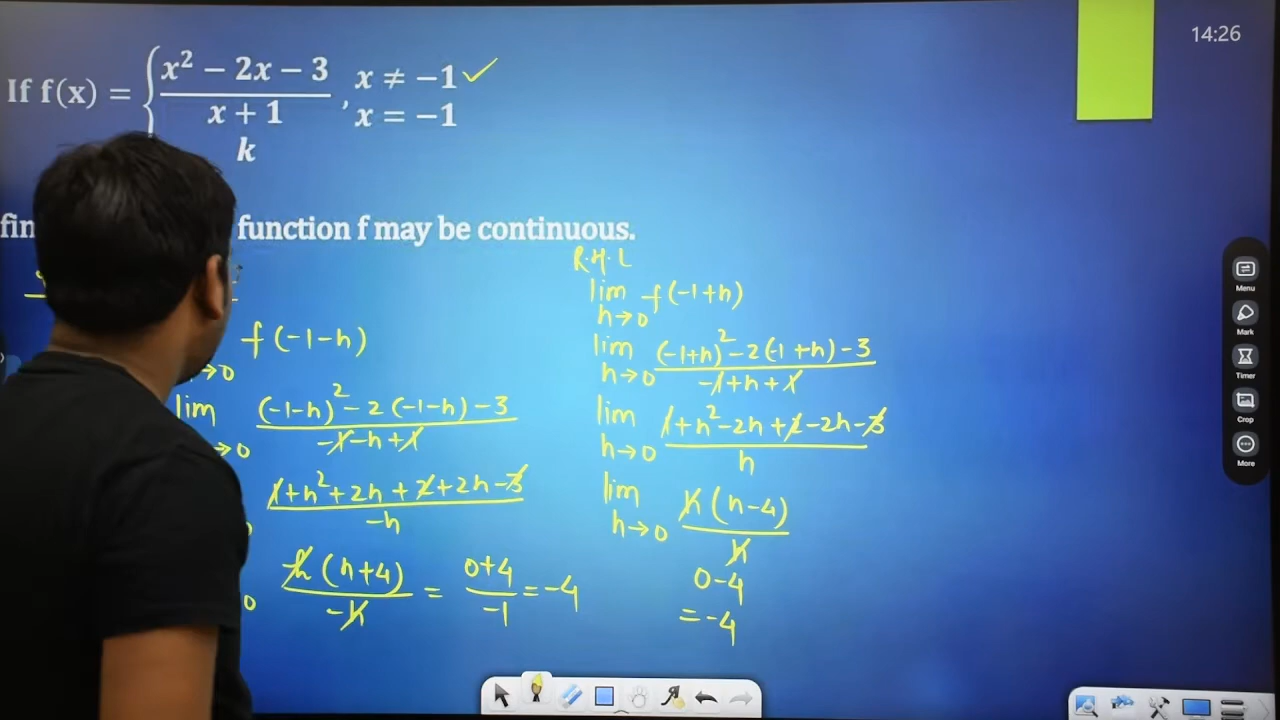 14:26
If f(x) = { x² − 2x − 3 / x + 1 , x ≠ −1 ✓
k x = −1
fin function f may be continuous.
f(-1-h)
→0
lim (-1-h)² - 2(-1-h) - 3 / -1-h+1
→0
1+h²+2h+2+2h-3 / -h
0 h(h+4) / -h = 0+4 / -1 = -4
R.H.L
lim h→0 f(-1+h)
lim h→0 (-1+h)² - 2(-1+h) - 3 / -1+h+1
lim h→0 1+h²-2h+2-2h-3 / h
lim h→0 h(h-4) / h
0-4
= -4
Menu
Mark
Timer
Crop
More